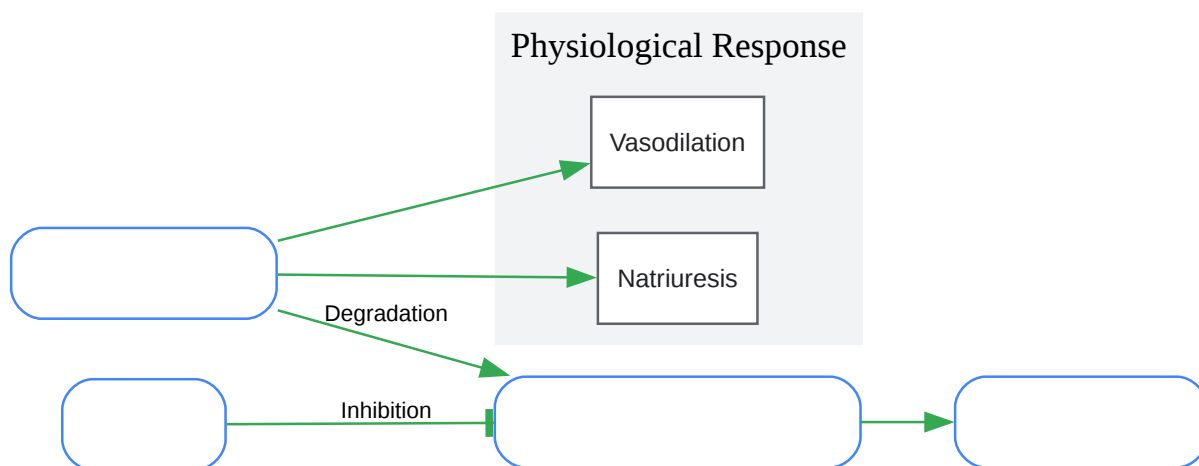 Physiological Response
Vasodilation
Natriuresis
Degradation
Inhibition